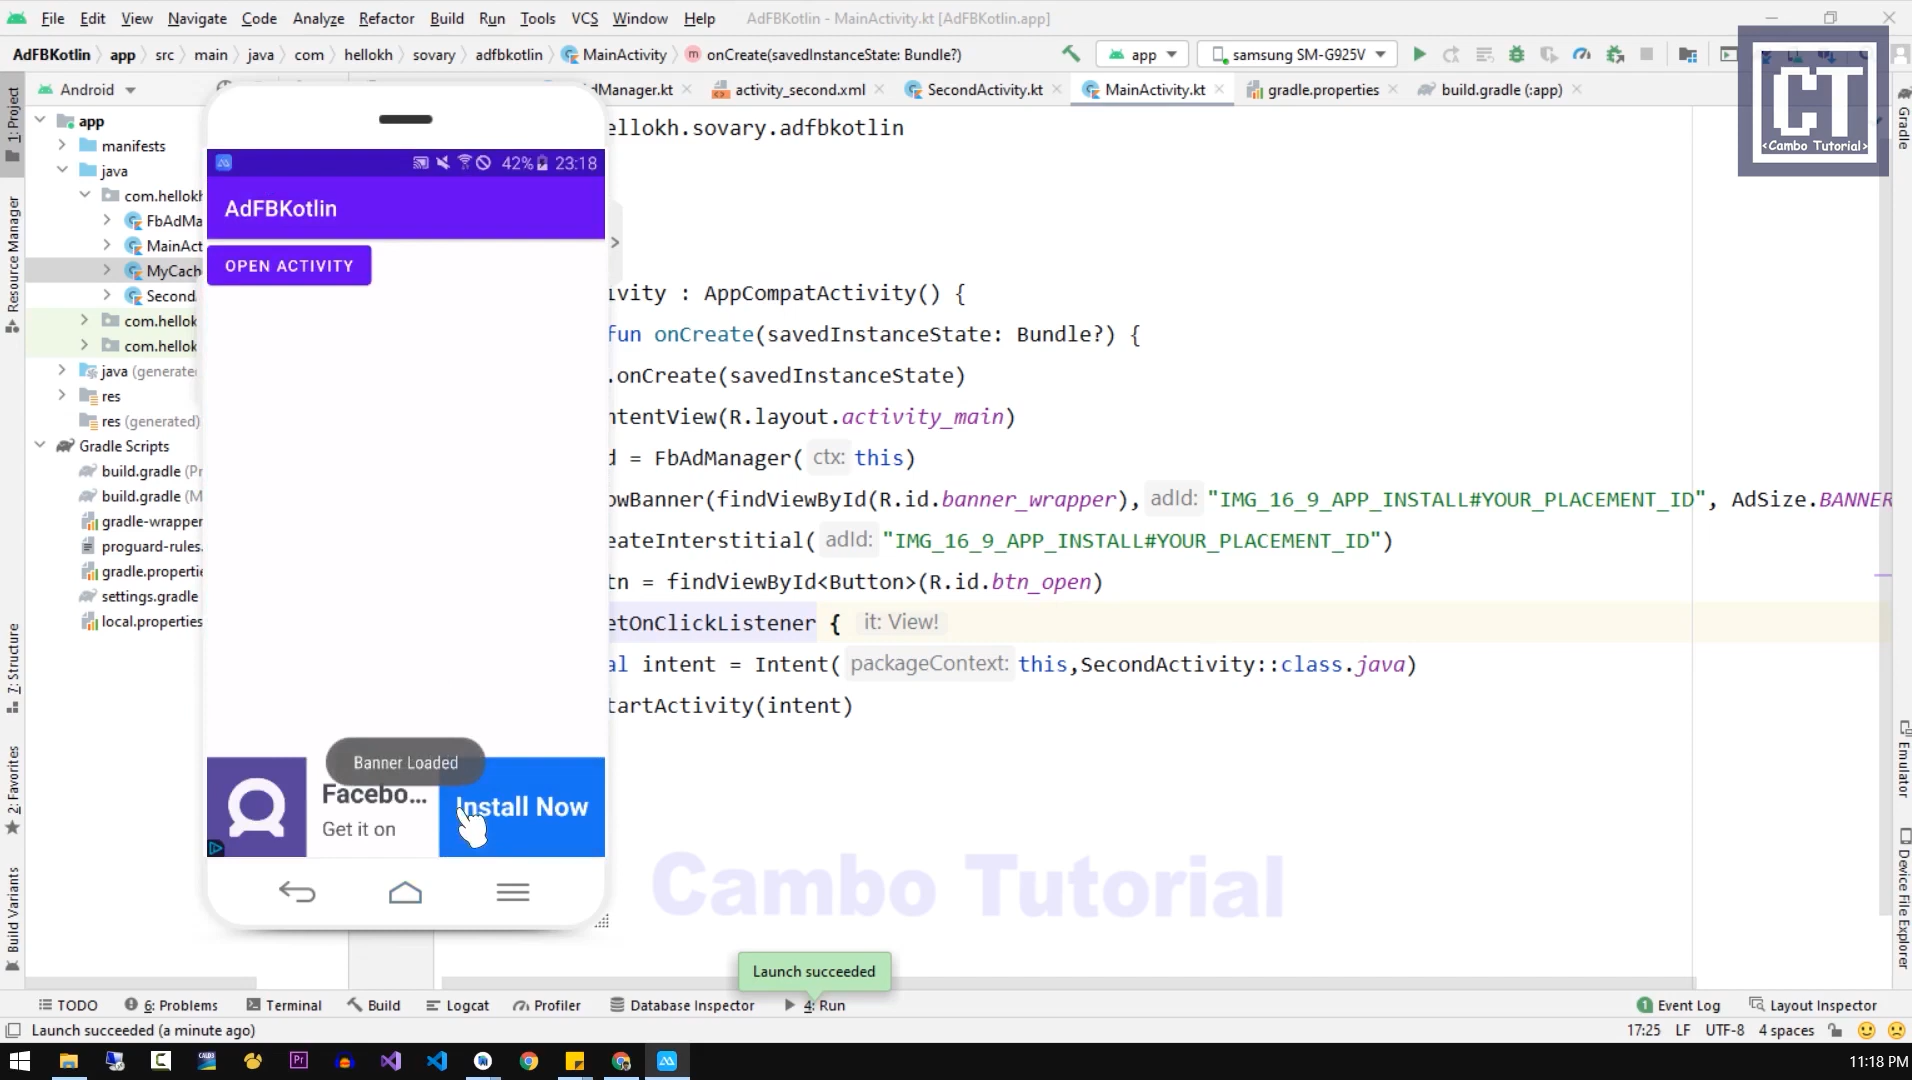 File Edit View Navigate Code Analyze Refactor Build Run Tools VCS Window Help AdFBKotlin - MainActivity.kt [AdFBKotlin.app]
AdFBKotlin app src main java com hellokh sovary adfbkotlin MainActivity onCreate(savedInstanceState: Bundle?) app samsung SM-G925V
Android dManager.kt activity_second.xml SecondActivity.kt MainActivity.kt gradle.properties build.gradle (:app)
CT
<Cambo Tutorial>
1: Project
Resource Manager
7: Structure
2: Favorites
Build Variants
app
manifests
java
com.hellokh
FbAdMa
MainAct
MyCach
Second
com.hellok
com.hellok
java (generate
res
res (generated)
Gradle Scripts
build.gradle (Pr
build.gradle (M
gradle-wrapper
proguard-rules.
gradle.properties
settings.gradle
local.properties
42% 23:18
AdFBKotlin
OPEN ACTIVITY
Banner Loaded
Facebo...
Get it on
Install Now
ellokh.sovary.adfbkotlin
ivity : AppCompatActivity() {
fun onCreate(savedInstanceState: Bundle?) {
.onCreate(savedInstanceState)
ntentView(R.layout.activity_main)
d = FbAdManager( ctx: this)
owBanner(findViewById(R.id.banner_wrapper), adId: "IMG_16_9_APP_INSTALL#YOUR_PLACEMENT_ID", AdSize.BANNER
eateInterstitial( adId: "IMG_16_9_APP_INSTALL#YOUR_PLACEMENT_ID")
tn = findViewById<Button>(R.id.btn_open)
etOnClickListener { it: View!
al intent = Intent( packageContext: this,SecondActivity::class.java)
tartActivity(intent)
Cambo Tutorial
Gradle
Emulator
Device File Explorer
Launch succeeded
TODO 6: Problems Terminal Build Logcat Profiler Database Inspector 4: Run 1 Event Log Layout Inspector
Launch succeeded (a minute ago) 17:25 LF UTF-8 4 spaces
Pr
11:18 PM